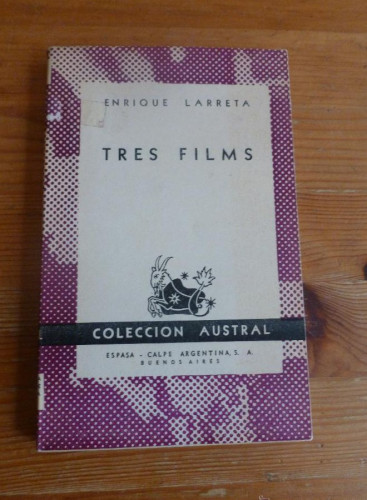 ENRIQUE LARRETA
TRES FILMS
COLECCION AUSTRAL
ESPASA - CALPE ARGENTINA, S. A.
BUENOS AIRES